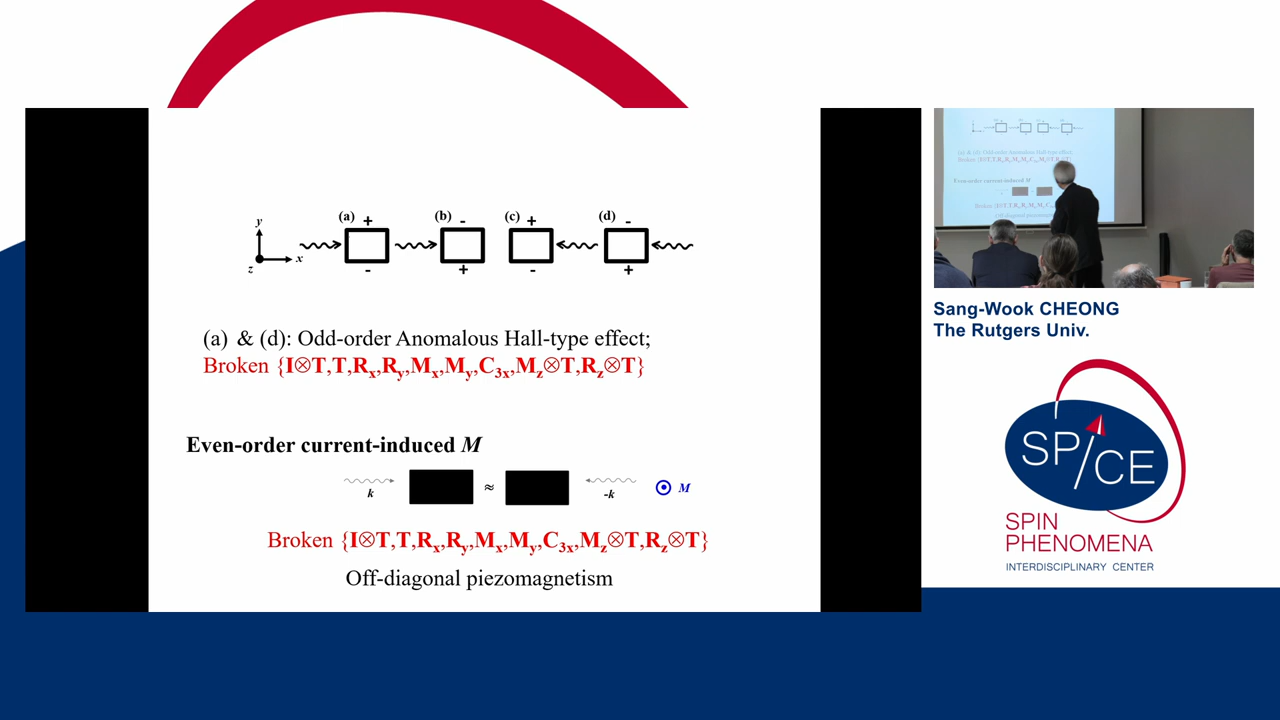 (a) + (b) - (c) + (d) -
y
x
z
- + - +
(a) & (d): Odd-order Anomalous Hall-type effect;
Broken {I⊗T,T,Rx,Ry,Mx,My,C3x,Mz⊗T,Rz⊗T}
Even-order current-induced M
k ≈ -k M
Broken {I⊗T,T,Rx,Ry,Mx,My,C3x,Mz⊗T,Rz⊗T}
Off-diagonal piezomagnetism
Sang-Wook CHEONG
The Rutgers Univ.
SP/CE
SPIN
PHENOMENA
INTERDISCIPLINARY CENTER